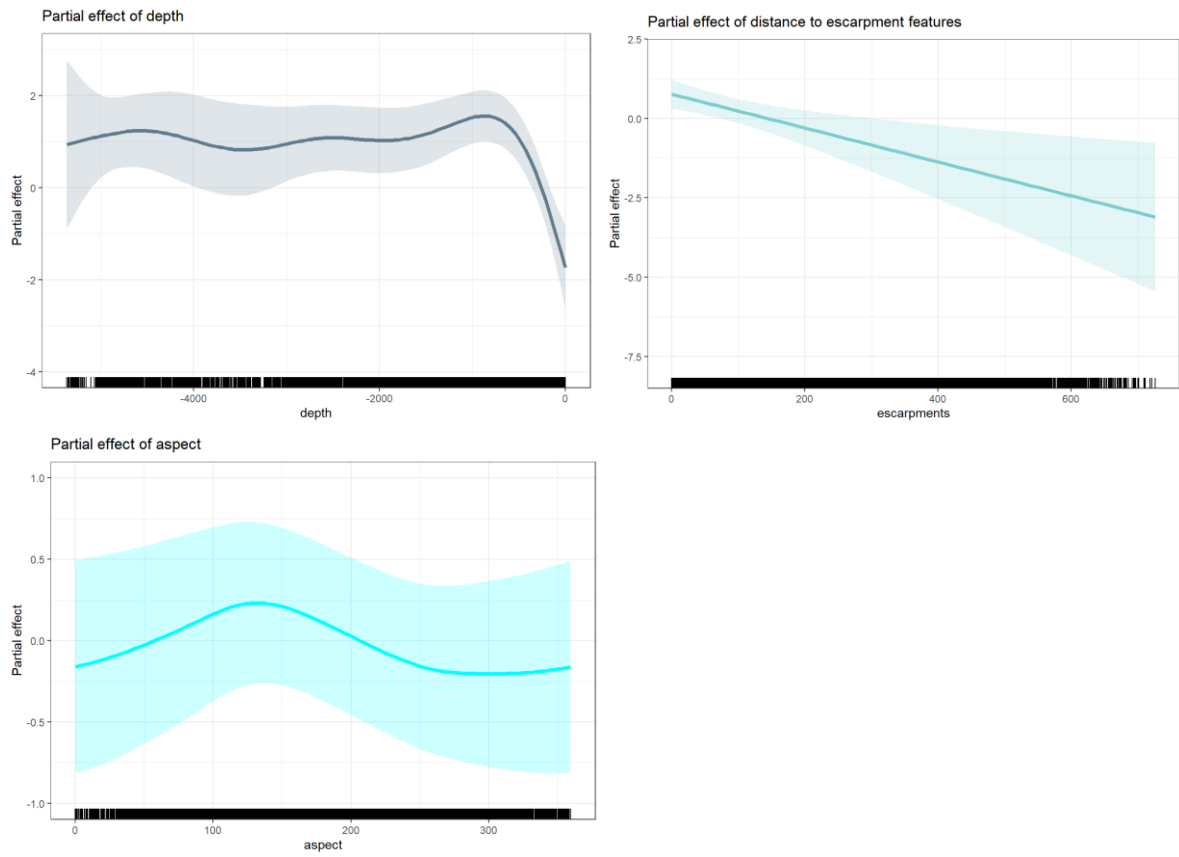 Partial effect of depth
Partial effect
2
0
-2
-4
-4000
-2000
0
depth
Partial effect of distance to escarpment features
Partial effect
2.5
0.0
-2.5
-5.0
-7.5
0
200
400
600
escarpments
Partial effect of aspect
Partial effect
1.0
0.5
0.0
-0.5
-1.0
0
100
200
300
aspect